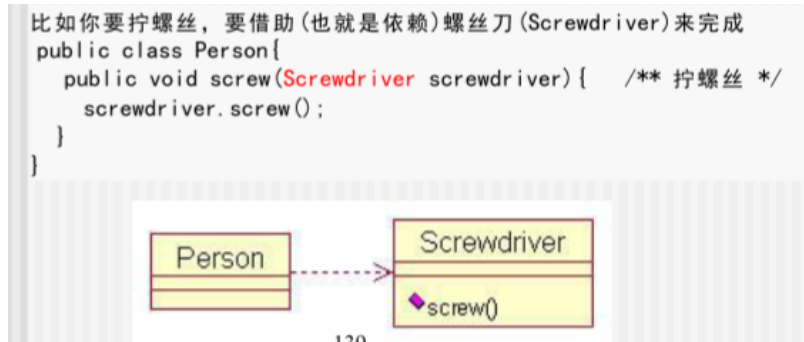 比如你要拧螺丝，要借助(也就是依赖)螺丝刀(Screwdriver)来完成
public class Person{
public void screw(Screwdriver screwdriver){ /** 拧螺丝 */
screwdriver.screw();
}
}
Person
Screwdriver
screw()